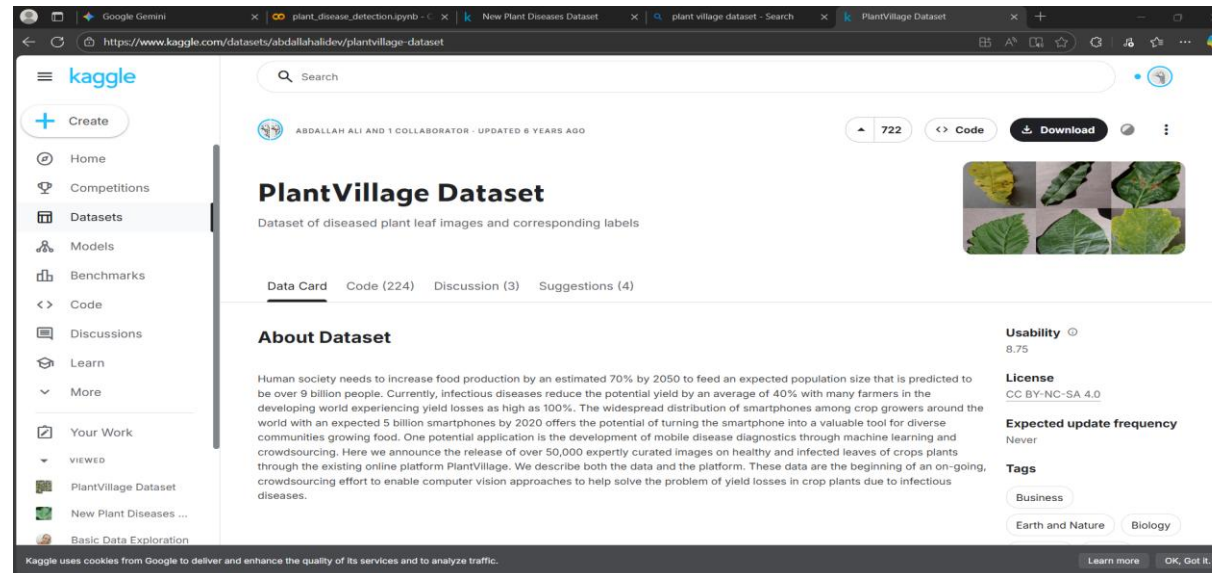 Google Gemini
plant_disease_detection.ipynb - C
New Plant Diseases Dataset
plant village dataset - Search
PlantVillage Dataset
https://www.kaggle.com/datasets/abdallahalidev/plantvillage-dataset
kaggle
Search
Create
ABDALLAH ALI AND 1 COLLABORATOR · UPDATED 6 YEARS AGO
722
<> Code
Download
Home
Competitions
Datasets
Models
Benchmarks
Code
Discussions
Learn
More
Your Work
VIEWED
PlantVillage Dataset
New Plant Diseases ...
Basic Data Exploration
PlantVillage Dataset
Dataset of diseased plant leaf images and corresponding labels
Data Card Code (224) Discussion (3) Suggestions (4)
About Dataset
Human society needs to increase food production by an estimated 70% by 2050 to feed an expected population size that is predicted to
be over 9 billion people. Currently, infectious diseases reduce the potential yield by an average of 40% with many farmers in the
developing world experiencing yield losses as high as 100%. The widespread distribution of smartphones among crop growers around the
world with an expected 5 billion smartphones by 2020 offers the potential of turning the smartphone into a valuable tool for diverse
communities growing food. One potential application is the development of mobile disease diagnostics through machine learning and
crowdsourcing. Here we announce the release of over 50,000 expertly curated images on healthy and infected leaves of crops plants
through the existing online platform PlantVillage. We describe both the data and the platform. These data are the beginning of an on-going,
crowdsourcing effort to enable computer vision approaches to help solve the problem of yield losses in crop plants due to infectious
diseases.
Usability
8.75
License
CC BY-NC-SA 4.0
Expected update frequency
Never
Tags
Business
Earth and Nature
Biology
Kaggle uses cookies from Google to deliver and enhance the quality of its services and to analyze traffic.
Learn more
OK, Got it.